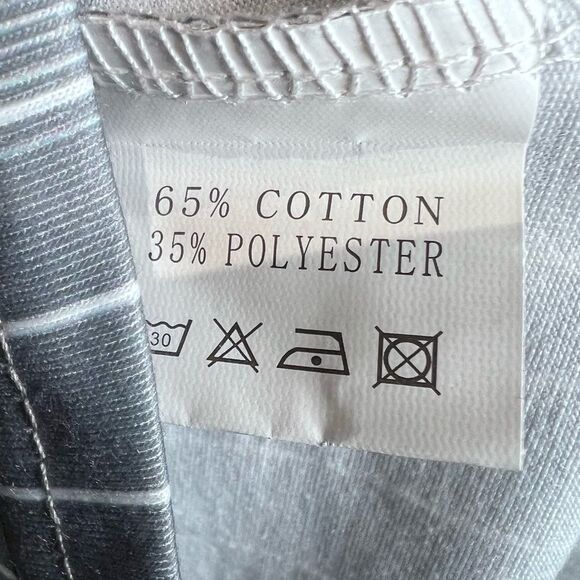 65% COTTON
35% POLYESTER
30